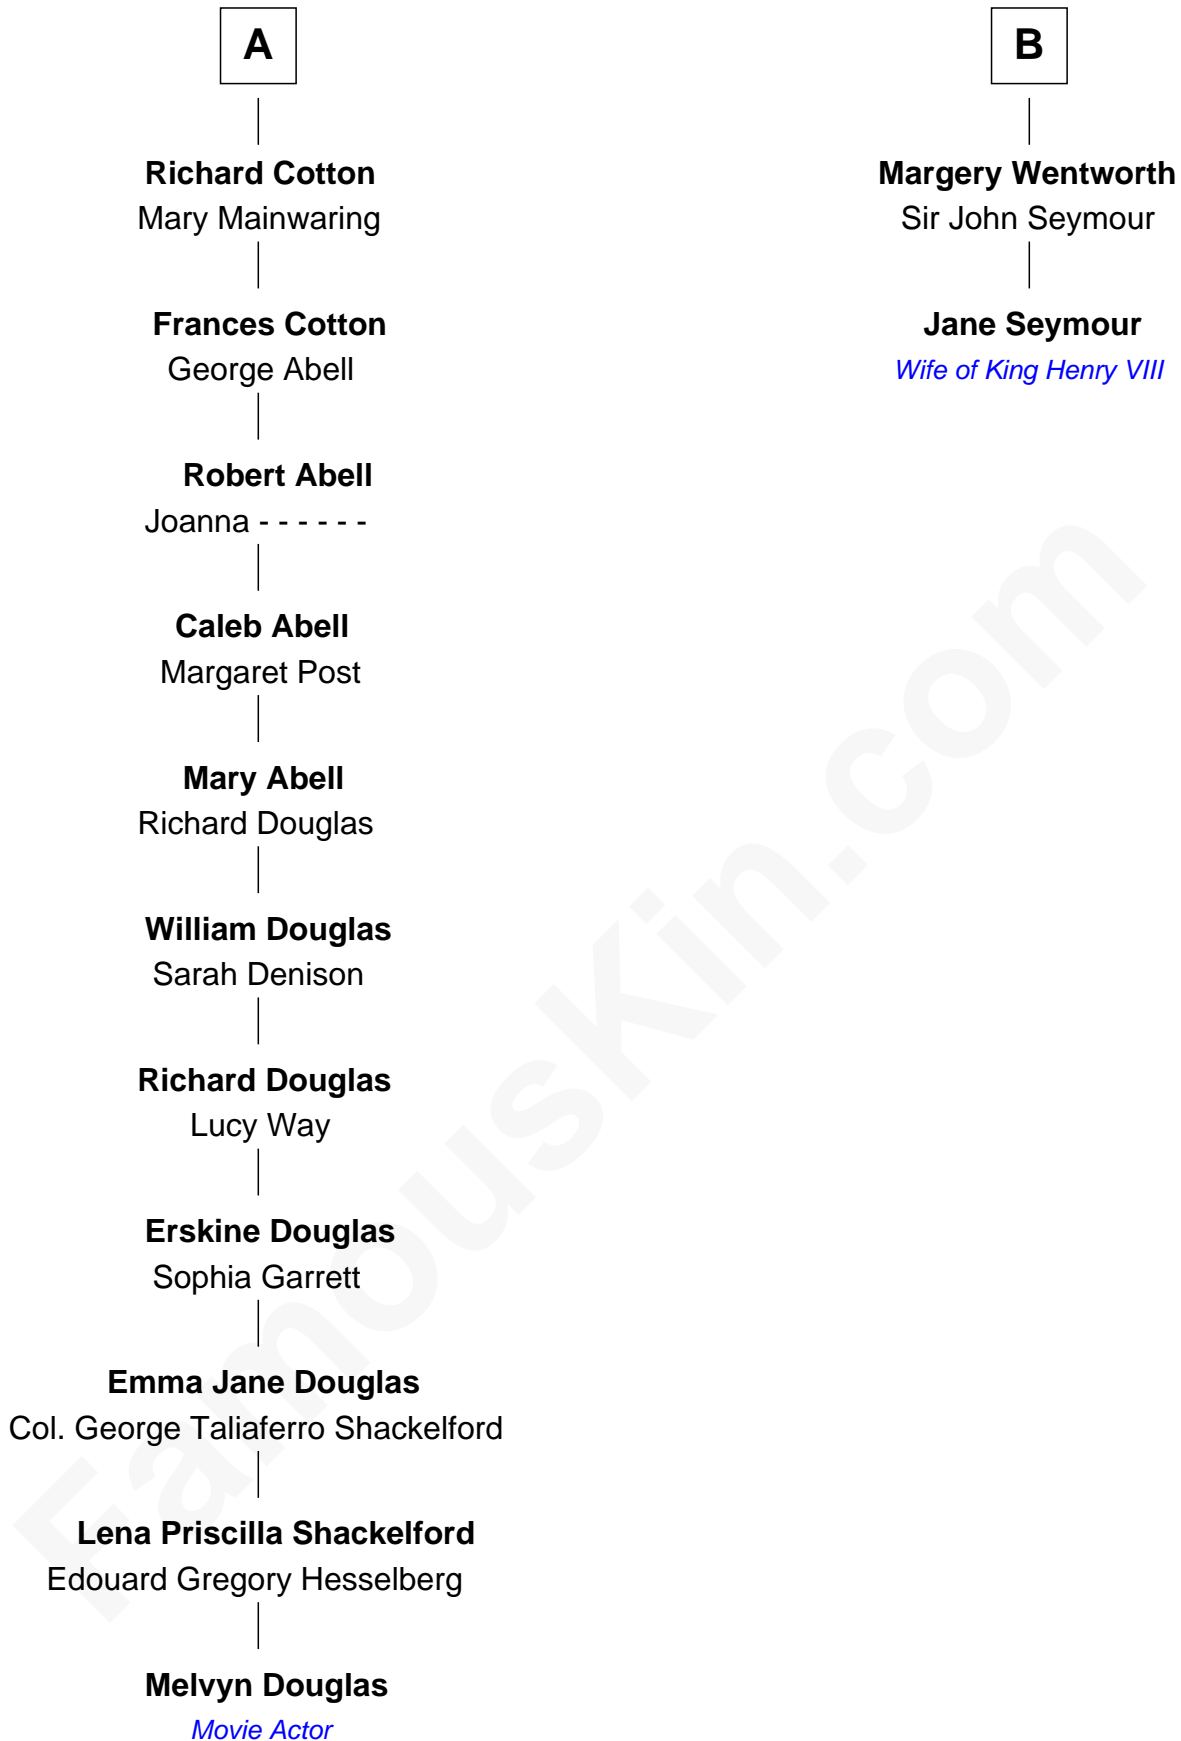 A
Richard Cotton
Mary Mainwaring
Frances Cotton
George Abell
Robert Abell
Joanna - - - - - -
Caleb Abell
Margaret Post
Mary Abell
Richard Douglas
William Douglas
Sarah Denison
Richard Douglas
Lucy Way
Erskine Douglas
Sophia Garrett
Emma Jane Douglas
Col. George Taliaferro Shackelford
Lena Priscilla Shackelford
Edouard Gregory Hesselberg
Melvyn Douglas
Movie Actor
B
Margery Wentworth
Sir John Seymour
Jane Seymour
Wife of King Henry VIII
FamousKin.com